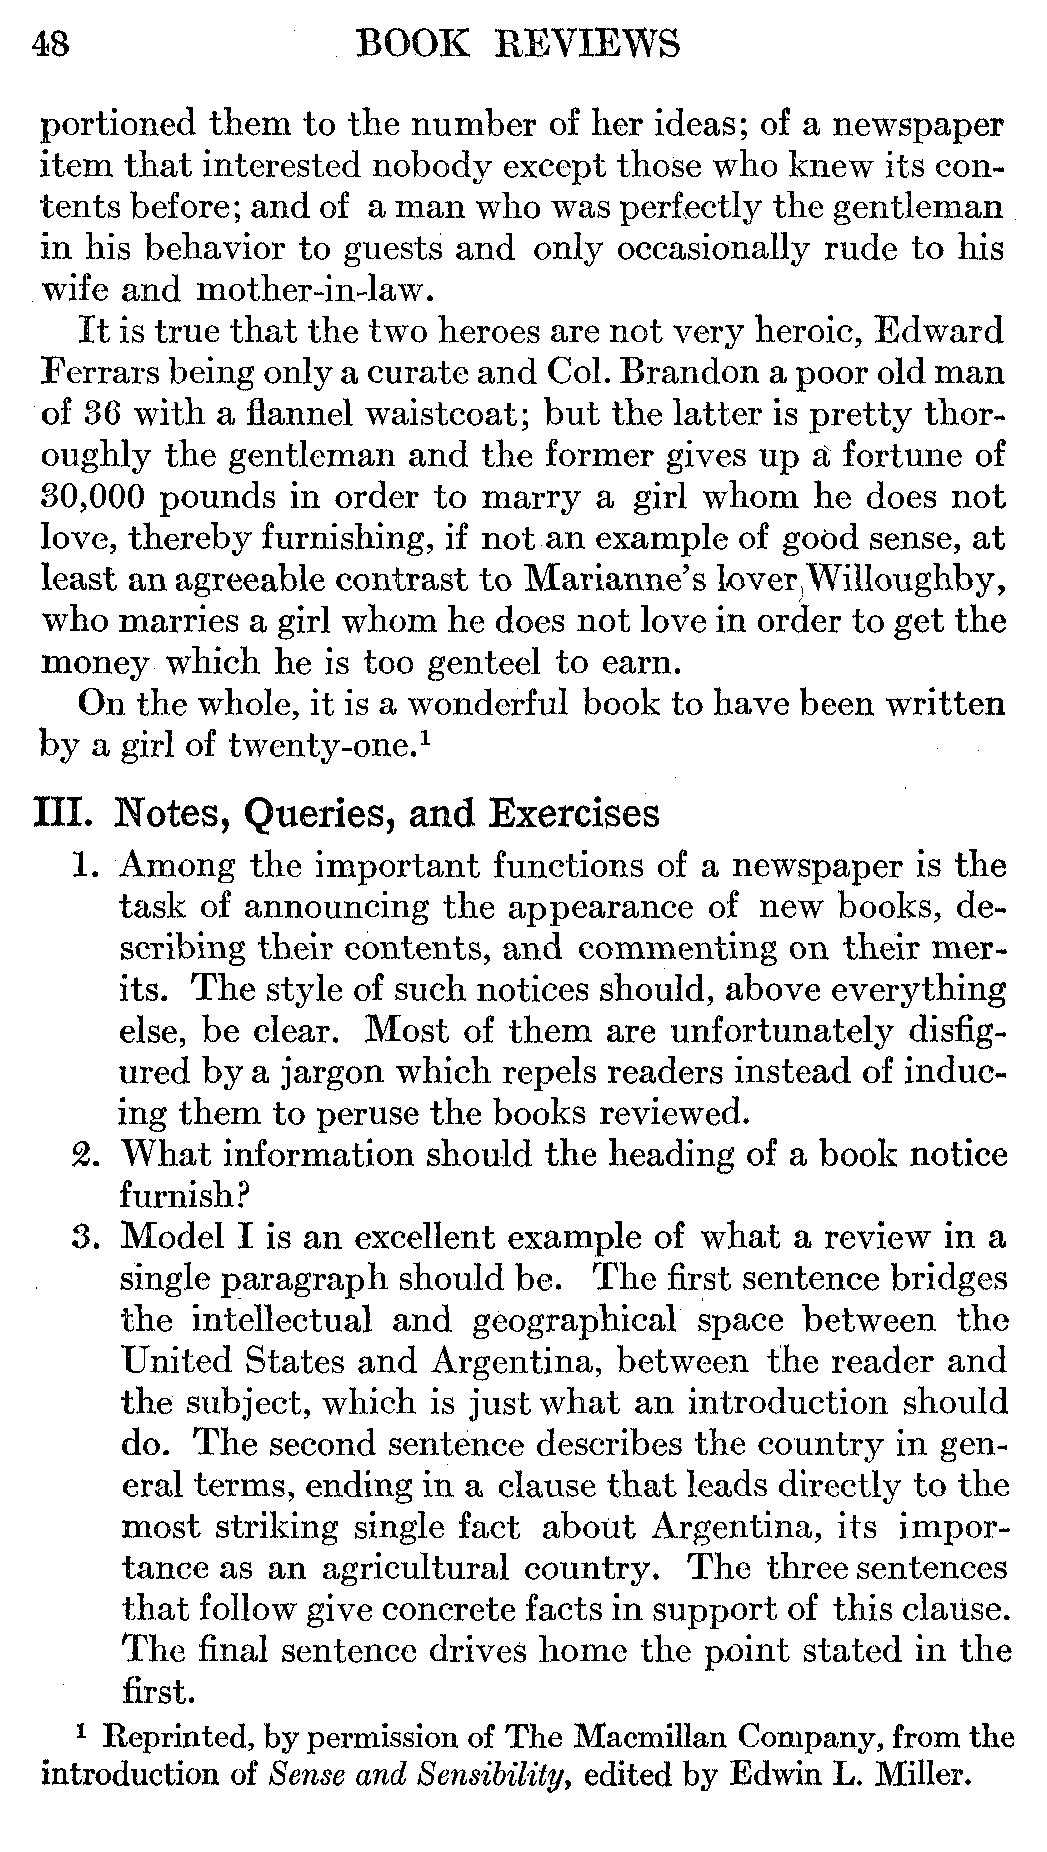 48 BOOK REVIEWS
portioned them to the number of her ideas; of a newspaper
item that interested nobody except those who knew its con-
tents before; and of a man who was perfectly the gentleman
in his behavior to guests and only occasionally rude to his
wife and mother-in-law.
It is true that the two heroes are not very heroic, Edward
Ferrars being only a curate and Col. Brandon a poor old man
of 36 with a flannel waistcoat; but the latter is pretty thor-
oughly the gentleman and the former gives up a fortune of
30,000 pounds in order to marry a girl whom he does not
love, thereby furnishing, if not an example of good sense, at
least an agreeable contrast to Marianne's lover, Willoughby,
who marries a girl whom he does not love in order to get the
money which he is too genteel to earn.
On the whole, it is a wonderful book to have been written
by a girl of twenty-one.¹
III. Notes, Queries, and Exercises
1. Among the important functions of a newspaper is the
task of announcing the appearance of new books, de-
scribing their contents, and commenting on their mer-
its. The style of such notices should, above everything
else, be clear. Most of them are unfortunately disfig-
ured by a jargon which repels readers instead of induc-
ing them to peruse the books reviewed.
2. What information should the heading of a book notice
furnish?
3. Model I is an excellent example of what a review in a
single paragraph should be. The first sentence bridges
the intellectual and geographical space between the
United States and Argentina, between the reader and
the subject, which is just what an introduction should
do. The second sentence describes the country in gen-
eral terms, ending in a clause that leads directly to the
most striking single fact about Argentina, its impor-
tance as an agricultural country. The three sentences
that follow give concrete facts in support of this clause.
The final sentence drives home the point stated in the
first.
¹ Reprinted, by permission of The Macmillan Company, from the
introduction of Sense and Sensibility, edited by Edwin L. Miller.